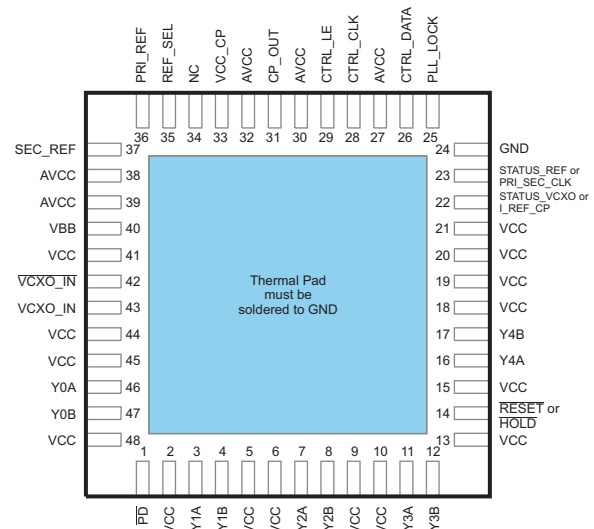 PRI_REF
REF_SEL
NC
VCC_CP
AVCC
CP_OUT
AVCC
CTRL_LE
CTRL_CLK
AVCC
CTRL_DATA
PLL_LOCK
36 35 34 33 32 31 30 29 28 27 26 25
SEC_REF 37
AVCC 38
AVCC 39
VBB 40
VCC 41
VCXO_IN 42
VCXO_IN 43
VCC 44
VCC 45
Y0A 46
Y0B 47
VCC 48
Thermal Pad
must be
soldered to GND
24 GND
23 STATUS_REF or
PRI_SEC_CLK
22 STATUS_VCXO or
I_REF_CP
21 VCC
20 VCC
19 VCC
18 VCC
17 Y4B
16 Y4A
15 VCC
14 RESET or
HOLD
13 VCC
1 2 3 4 5 6 7 8 9 10 11 12
PD
VCC
Y1A
Y1B
VCC
VCC
Y2A
Y2B
VCC
VCC
Y3A
Y3B